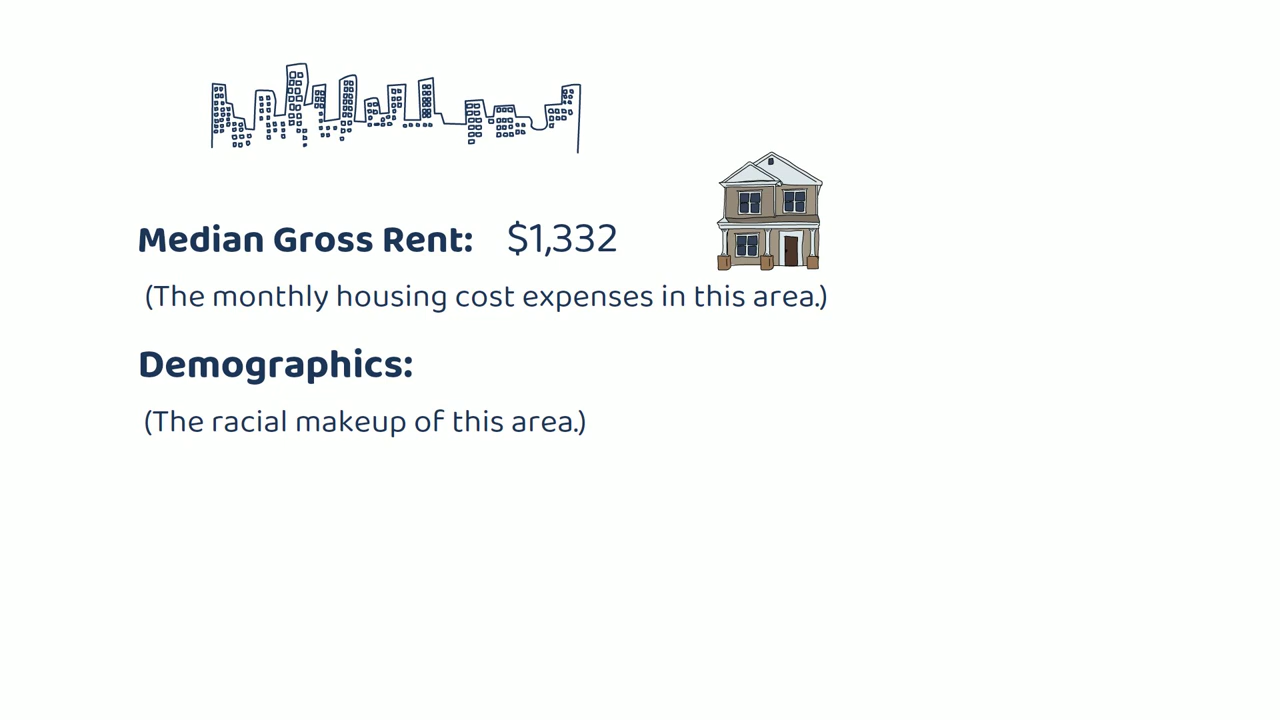 Median Gross Rent: $1,332
(The monthly housing cost expenses in this area.)
Demographics:
(The racial makeup of this area.)